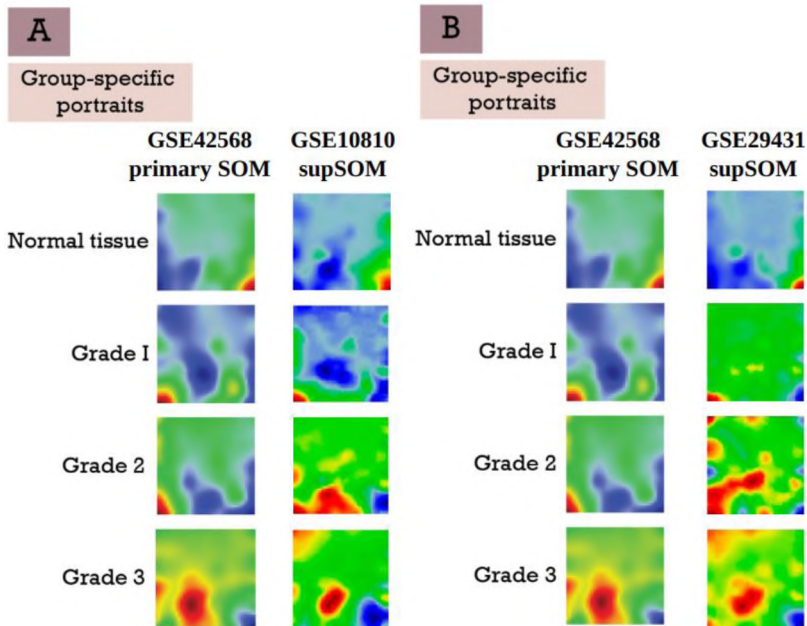 A
Group-specific
portraits
GSE42568
primary SOM
GSE10810
supSOM
Normal tissue
Grade I
Grade 2
Grade 3
B
Group-specific
portraits
GSE42568
primary SOM
GSE29431
supSOM
Normal tissue
Grade I
Grade 2
Grade 3